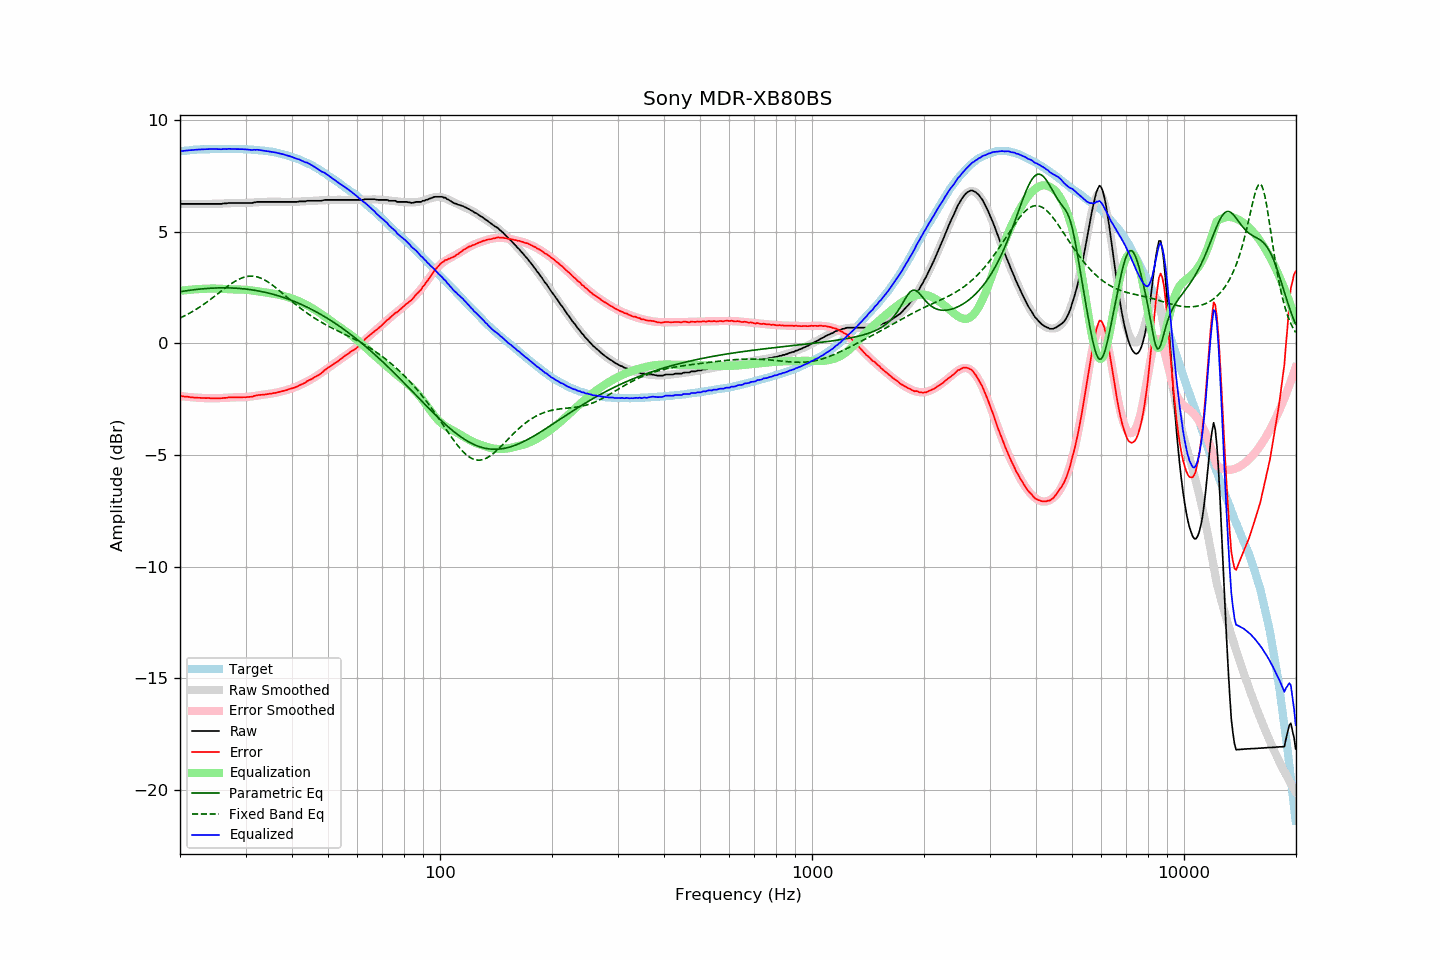 Sony MDR-XB80BS
10
5
0
−5
−10
−15
−20
Amplitude (dBr)
Target
Raw Smoothed
Error Smoothed
Raw
Error
Equalization
Parametric Eq
Fixed Band Eq
Equalized
100 1000 10000
Frequency (Hz)